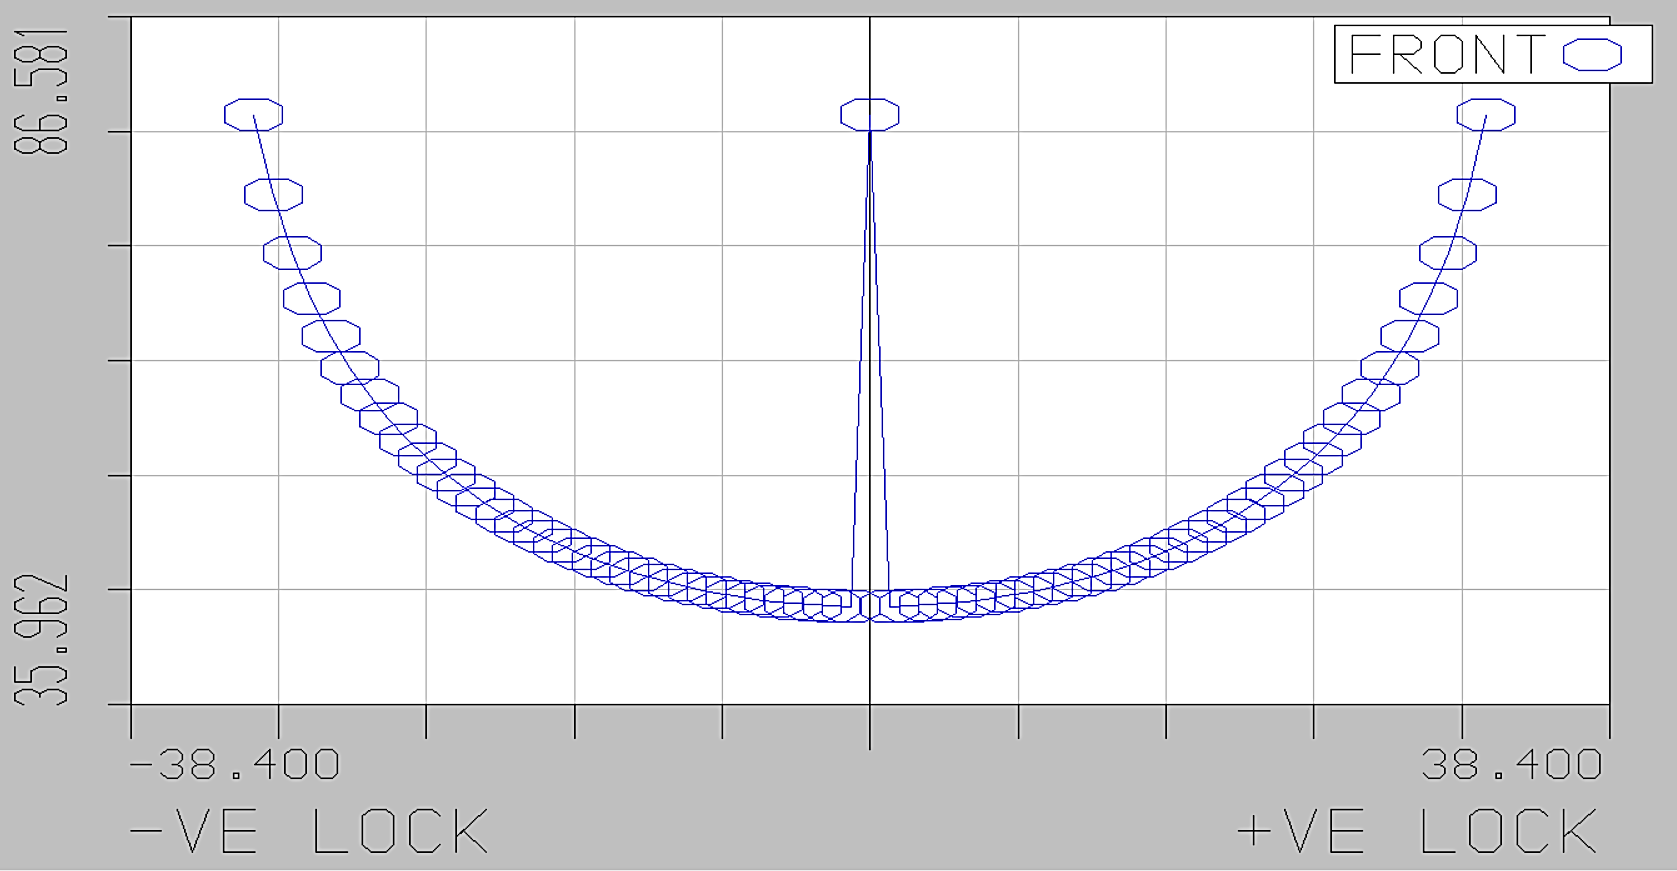 86.581
FRONT
35.962
-38.400
38.400
-VE LOCK
+VE LOCK